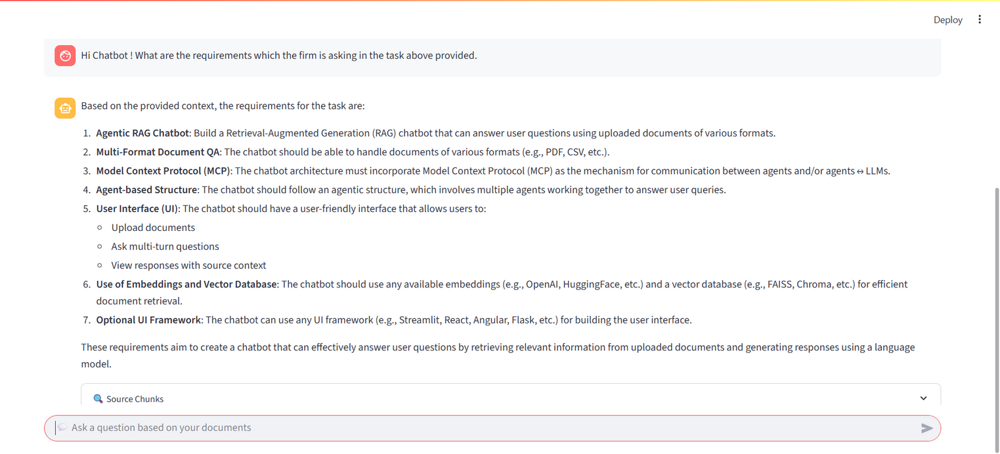 Deploy
Hi Chatbot ! What are the requirements which the firm is asking in the task above provided.
Based on the provided context, the requirements for the task are:
1. Agentic RAG Chatbot: Build a Retrieval-Augmented Generation (RAG) chatbot that can answer user questions using uploaded documents of various formats.
2. Multi-Format Document QA: The chatbot should be able to handle documents of various formats (e.g., PDF, CSV, etc.).
3. Model Context Protocol (MCP): The chatbot architecture must incorporate Model Context Protocol (MCP) as the mechanism for communication between agents and/or agents ↔ LLMs.
4. Agent-based Structure: The chatbot should follow an agentic structure, which involves multiple agents working together to answer user queries.
5. User Interface (UI): The chatbot should have a user-friendly interface that allows users to:
Upload documents
Ask multi-turn questions
View responses with source context
6. Use of Embeddings and Vector Database: The chatbot should use any available embeddings (e.g., OpenAI, HuggingFace, etc.) and a vector database (e.g., FAISS, Chroma, etc.) for efficient
document retrieval.
7. Optional UI Framework: The chatbot can use any UI framework (e.g., Streamlit, React, Angular, Flask, etc.) for building the user interface.
These requirements aim to create a chatbot that can effectively answer user questions by retrieving relevant information from uploaded documents and generating responses using a language
model.
🔍 Source Chunks
💬 Ask a question based on your documents